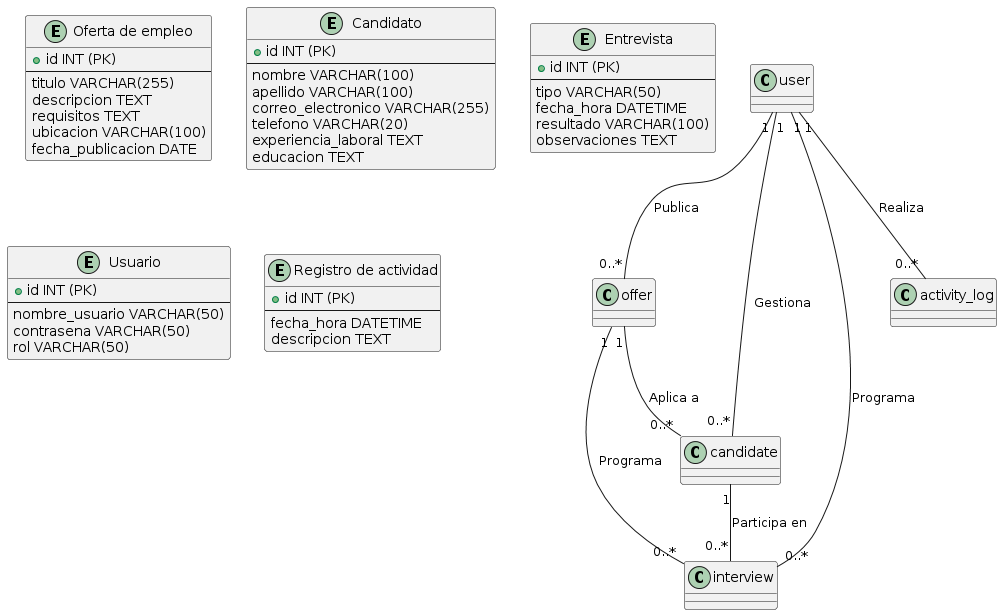 E Oferta de empleo
id INT (PK)
titulo VARCHAR(255)
descripcion TEXT
requisitos TEXT
ubicacion VARCHAR(100)
fecha_publicacion DATE
E Candidato
id INT (PK)
nombre VARCHAR(100)
apellido VARCHAR(100)
correo_electronico VARCHAR(255)
telefono VARCHAR(20)
experiencia_laboral TEXT
educacion TEXT
E Entrevista
id INT (PK)
tipo VARCHAR(50)
fecha_hora DATETIME
resultado VARCHAR(100)
observaciones TEXT
C user
1 1 1 1
Publica
Realiza
0..*
0..*
E Usuario
id INT (PK)
nombre_usuario VARCHAR(50)
contrasena VARCHAR(50)
rol VARCHAR(50)
E Registro de actividad
id INT (PK)
fecha_hora DATETIME
descripcion TEXT
C offer
C activity_log
Gestiona
1 1
Aplica a
Programa
0..*
0..*
C candidate
Programa
1
Participa en
0..*
0..*
0..*
C interview